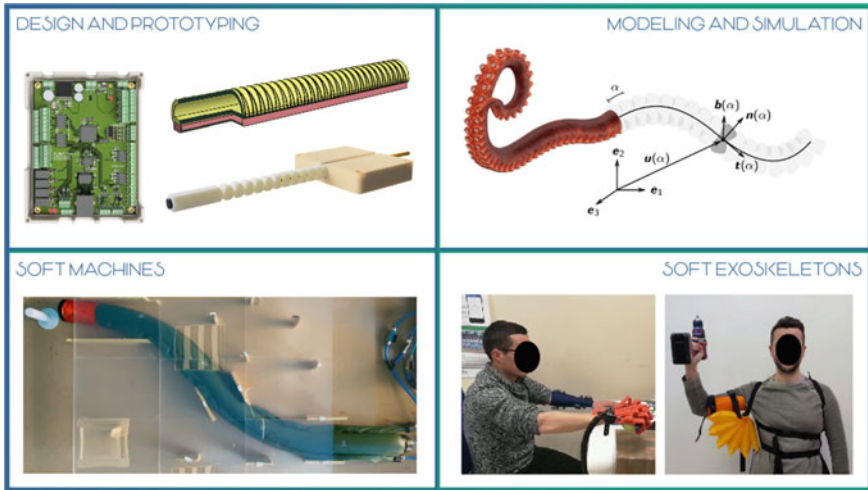 DESIGN AND PROTOTYPING
MODELING AND SIMULATION
α
b(α)
n(α)
u(α)
t(α)
e₂
e₁
e₃
SOFT MACHINES
SOFT EXOSKELETONS